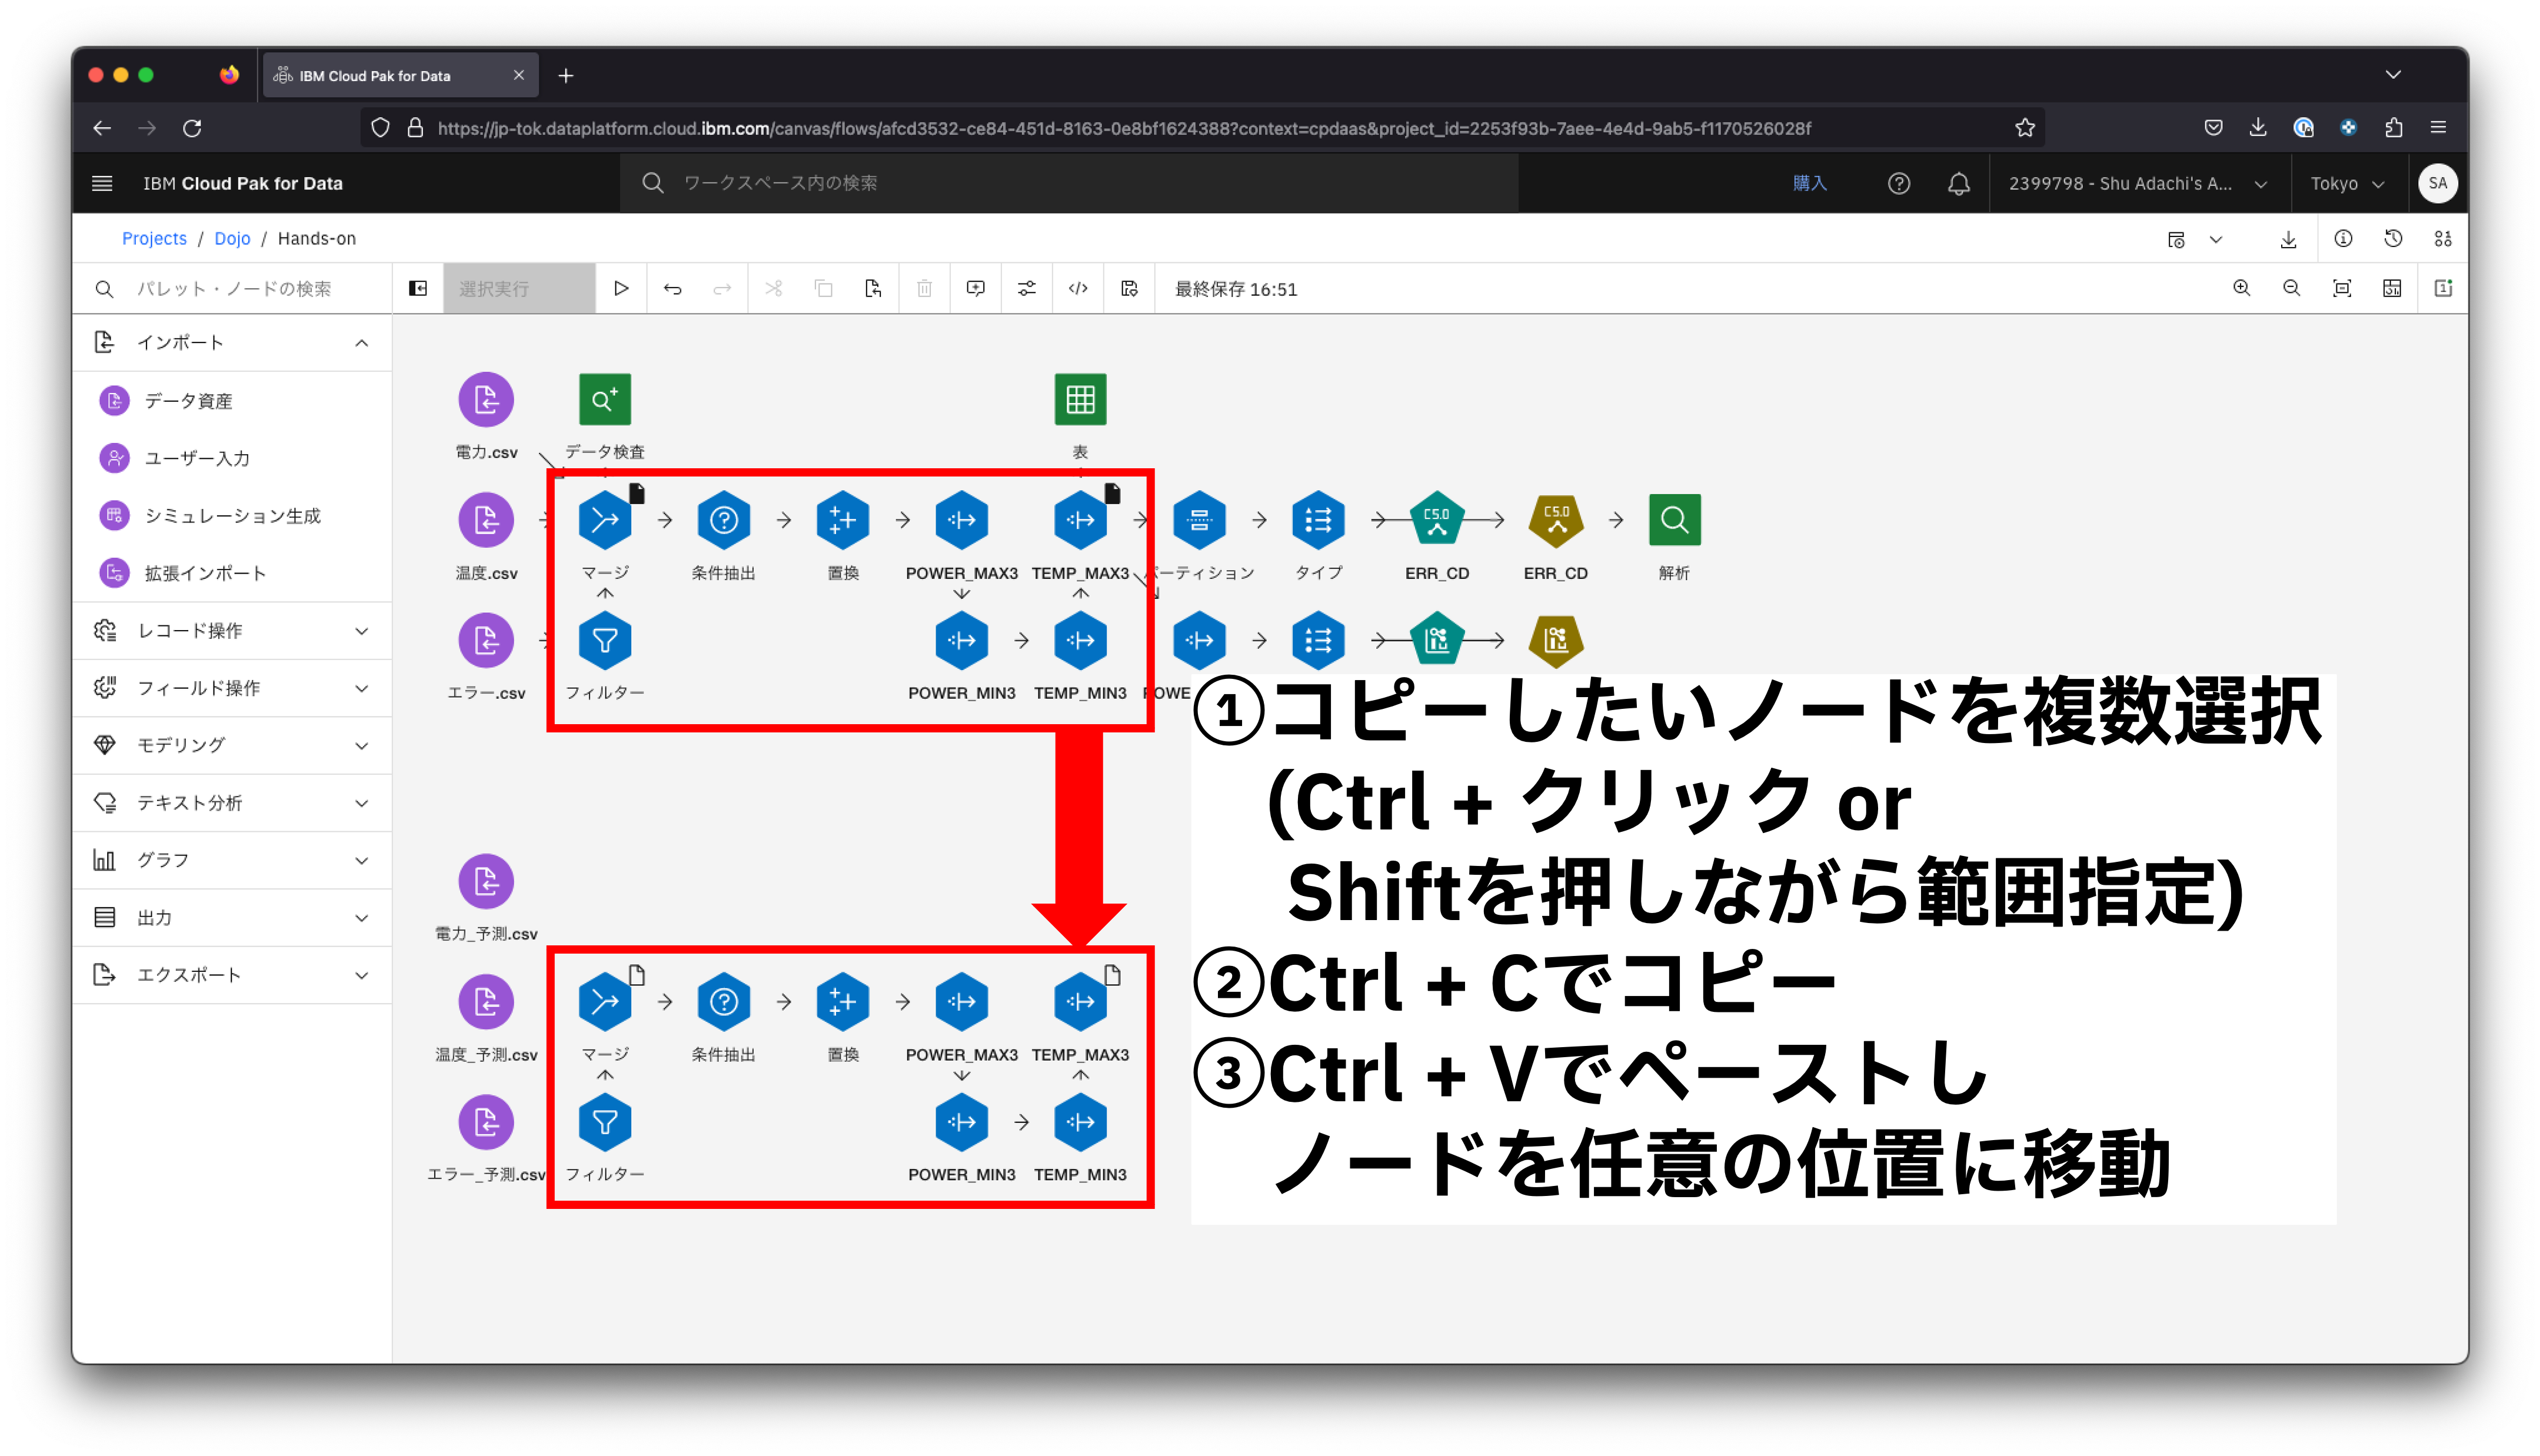 IBM Cloud Pak for Data
https://jp-tok.dataplatform.cloud.ibm.com/canvas/flows/afcd3532-ce84-451d-8163-0e8bf1624388?context=cpdaas&project_id=2253f93b-7aee-4e4d-9ab5-f1170526028f
IBM Cloud Pak for Data
ワークスペース内の検索
購入
2399798 - Shu Adachi's A...
Tokyo
SA
Projects / Dojo / Hands-on
パレット・ノードの検索
選択実行
最終保存 16:51
インポート
データ資産
ユーザー入力
シミュレーション生成
拡張インポート
レコード操作
フィールド操作
モデリング
テキスト分析
グラフ
出力
エクスポート
電力.csv
データ検査
表
C5.0
C5.0
温度.csv
マージ
条件抽出
置換
POWER_MAX3
TEMP_MAX3
パーティション
タイプ
ERR_CD
ERR_CD
解析
エラー.csv
フィルター
POWER_MIN3
TEMP_MIN3
POWE
①コピーしたいノードを複数選択
(Ctrl + クリック or
Shiftを押しながら範囲指定)
②Ctrl + Cでコピー
③Ctrl + Vでペーストし
ノードを任意の位置に移動
電力_予測.csv
温度_予測.csv
マージ
条件抽出
置換
POWER_MAX3
TEMP_MAX3
エラー_予測.csv
フィルター
POWER_MIN3
TEMP_MIN3